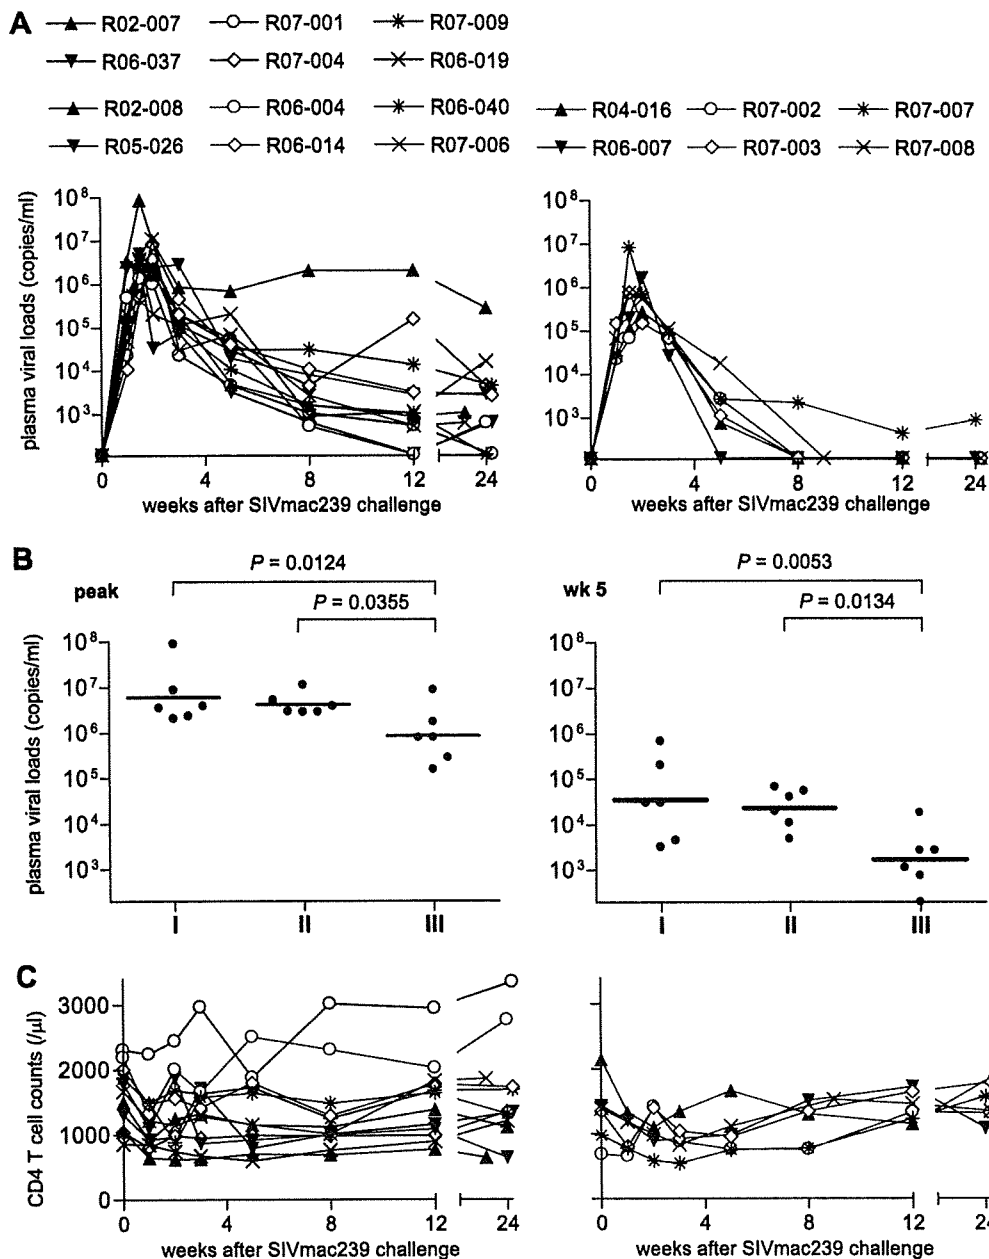 A
R02-007 R07-001 R07-009
R06-037 R07-004 R06-019
R02-008 R06-004 R06-040
R05-026 R06-014 R07-006
R04-016 R07-002 R07-007
R06-007 R07-003 R07-008
plasma viral loads (copies/ml)
10⁸
10⁷
10⁶
10⁵
10⁴
10³
0 4 8 12 24
weeks after SIVmac239 challenge
10⁸
10⁷
10⁶
10⁵
10⁴
10³
0 4 8 12 24
weeks after SIVmac239 challenge
B
peak
P = 0.0124
P = 0.0355
plasma viral loads (copies/ml)
10⁸
10⁷
10⁶
10⁵
10⁴
10³
I II III
wk 5
P = 0.0053
P = 0.0134
10⁸
10⁷
10⁶
10⁵
10⁴
10³
I II III
C
CD4 T cell counts (/μl)
3000
2000
1000
0
0 4 8 12 24
weeks after SIVmac239 challenge
0 4 8 12 24
weeks after SIVmac239 challenge